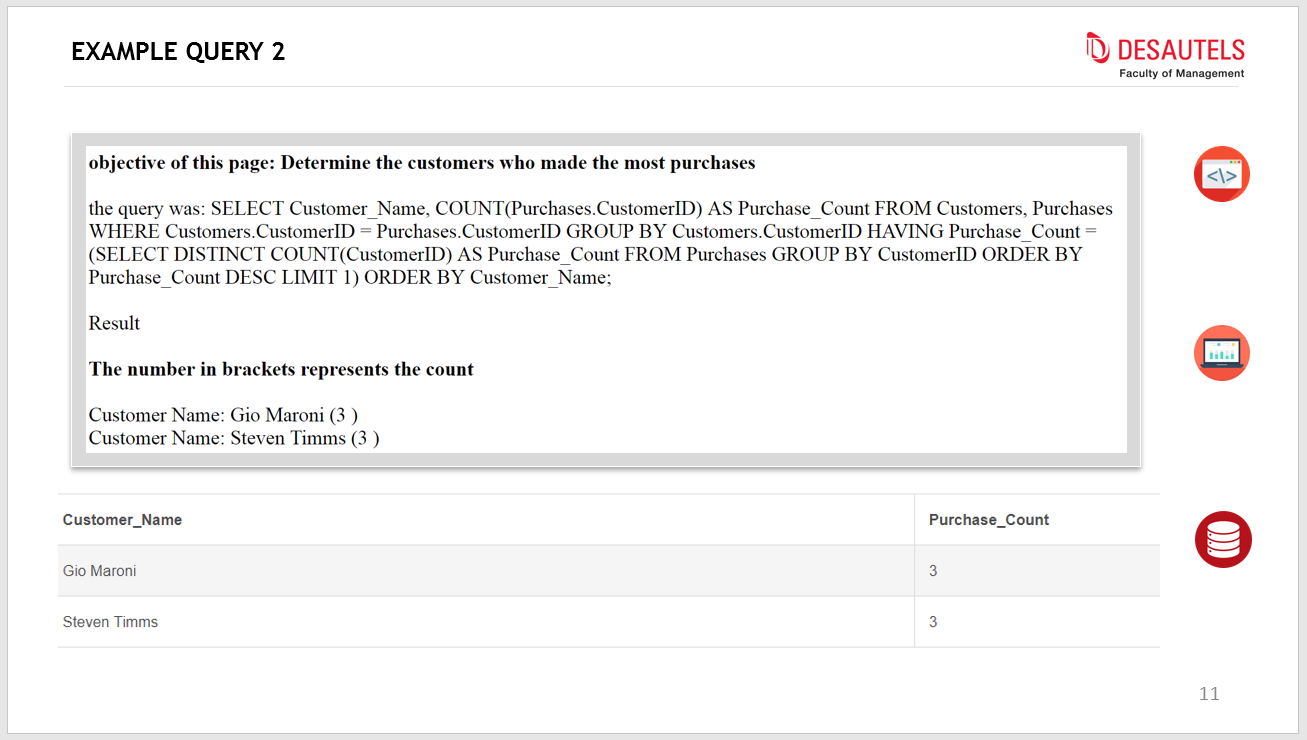 EXAMPLE QUERY 2
DESAUTELS
Faculty of Management
objective of this page: Determine the customers who made the most purchases
the query was: SELECT Customer_Name, COUNT(Purchases.CustomerID) AS Purchase_Count FROM Customers, Purchases
WHERE Customers.CustomerID = Purchases.CustomerID GROUP BY Customers.CustomerID HAVING Purchase_Count =
(SELECT DISTINCT COUNT(CustomerID) AS Purchase_Count FROM Purchases GROUP BY CustomerID ORDER BY
Purchase_Count DESC LIMIT 1) ORDER BY Customer_Name;
Result
The number in brackets represents the count
Customer Name: Gio Maroni (3 )
Customer Name: Steven Timms (3 )
Customer_Name Purchase_Count
Gio Maroni 3
Steven Timms 3
11